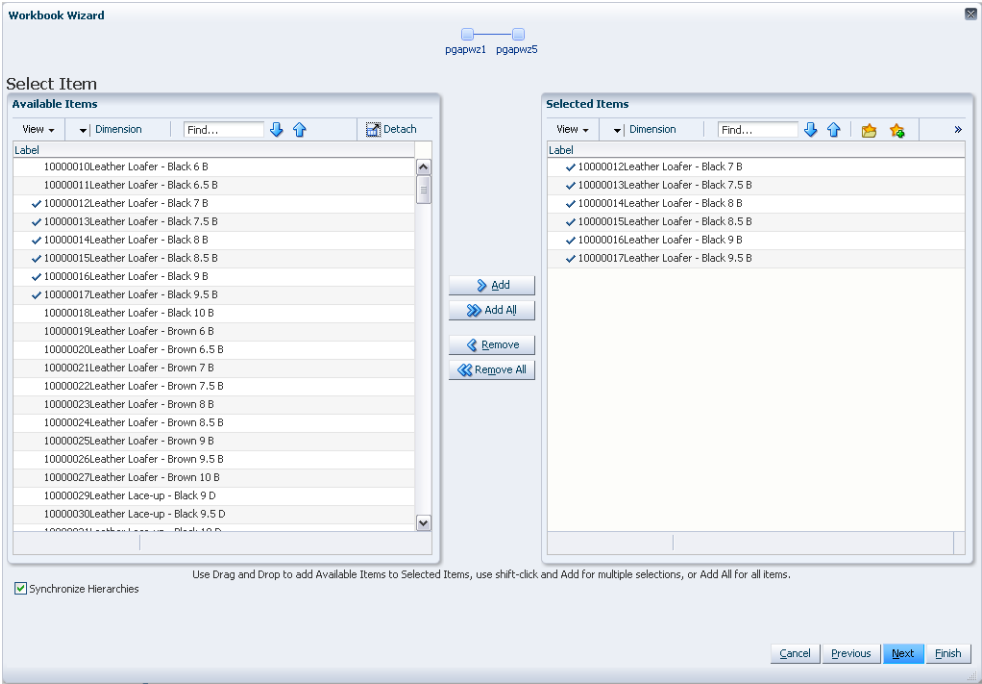 Workbook Wizard
pgapwz1 pgapwz5
Select Item
Available Items
View Dimension Find... Detach
Label
10000010Leather Loafer - Black 6 B
10000011Leather Loafer - Black 6.5 B
10000012Leather Loafer - Black 7 B
10000013Leather Loafer - Black 7.5 B
10000014Leather Loafer - Black 8 B
10000015Leather Loafer - Black 8.5 B
10000016Leather Loafer - Black 9 B
10000017Leather Loafer - Black 9.5 B
10000018Leather Loafer - Black 10 B
10000019Leather Loafer - Brown 6 B
10000020Leather Loafer - Brown 6.5 B
10000021Leather Loafer - Brown 7 B
10000022Leather Loafer - Brown 7.5 B
10000023Leather Loafer - Brown 8 B
10000024Leather Loafer - Brown 8.5 B
10000025Leather Loafer - Brown 9 B
10000026Leather Loafer - Brown 9.5 B
10000027Leather Loafer - Brown 10 B
10000029Leather Lace-up - Black 9 D
10000030Leather Lace-up - Black 9.5 D
Add
Add All
Remove
Remove All
Selected Items
View Dimension Find... »
Label
10000012Leather Loafer - Black 7 B
10000013Leather Loafer - Black 7.5 B
10000014Leather Loafer - Black 8 B
10000015Leather Loafer - Black 8.5 B
10000016Leather Loafer - Black 9 B
10000017Leather Loafer - Black 9.5 B
Use Drag and Drop to add Available Items to Selected Items, use shift-click and Add for multiple selections, or Add All for all items.
Synchronize Hierarchies
Cancel Previous Next Finish